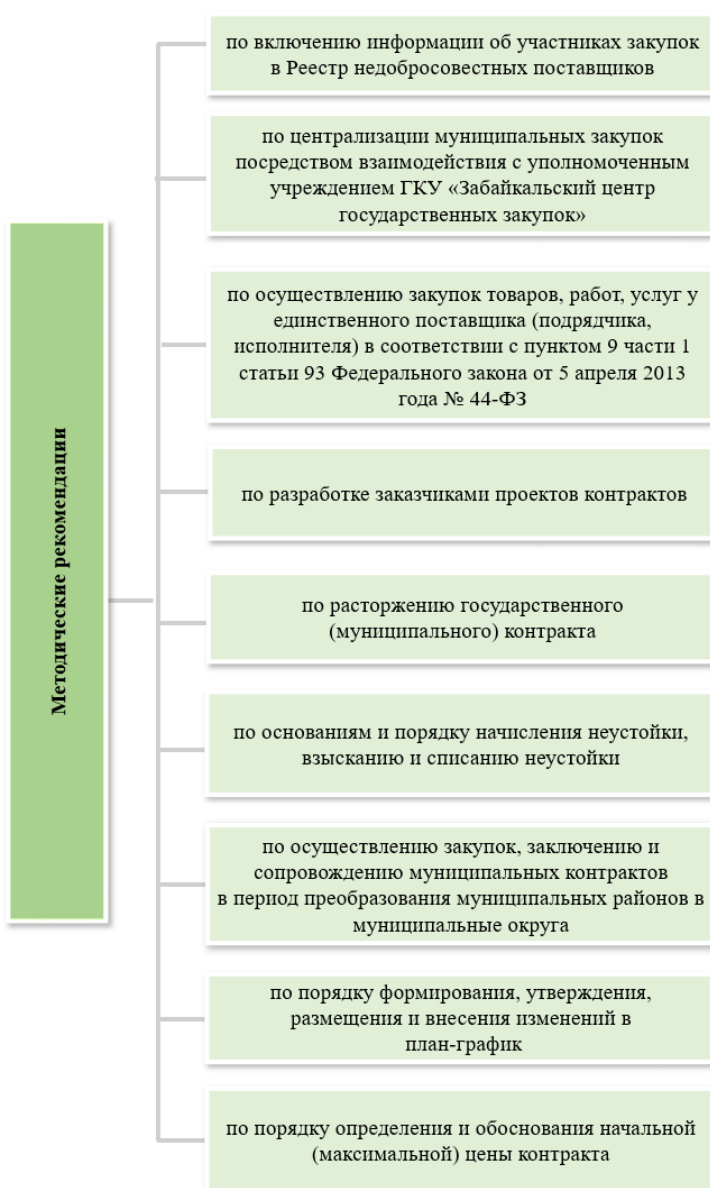 Методические рекомендации
по включению информации об участниках закупок
в Реестр недобросовестных поставщиков
по централизации муниципальных закупок
посредством взаимодействия с уполномоченным
учреждением ГКУ «Забайкальский центр
государственных закупок»
по осуществлению закупок товаров, работ, услуг у
единственного поставщика (подрядчика,
исполнителя) в соответствии с пунктом 9 части 1
статьи 93 Федерального закона от 5 апреля 2013
года № 44-ФЗ
по разработке заказчиками проектов контрактов
по расторжению государственного
(муниципального) контракта
по основаниям и порядку начисления неустойки,
взысканию и списанию неустойки
по осуществлению закупок, заключению и
сопровождению муниципальных контрактов
в период преобразования муниципальных районов в
муниципальные округа
по порядку формирования, утверждения,
размещения и внесения изменений в
план-график
по порядку определения и обоснования начальной
(максимальной) цены контракта